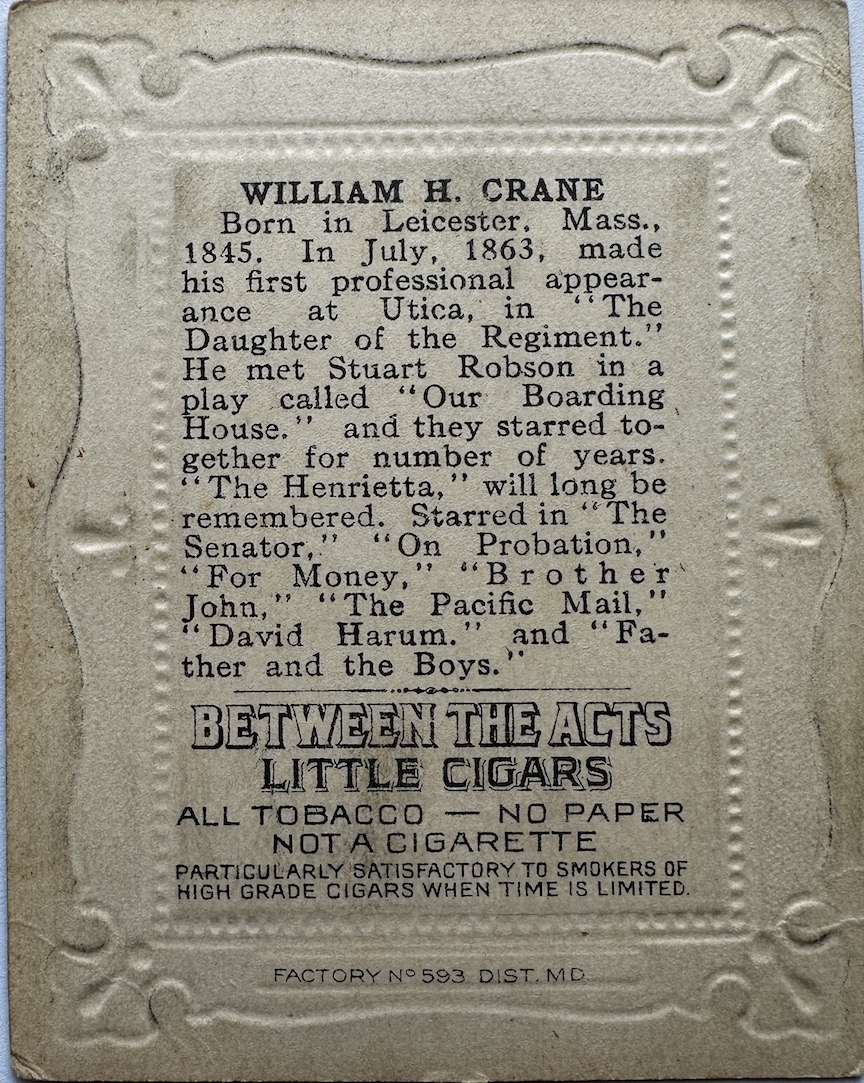 WILLIAM H. CRANE
Born in Leicester, Mass.,
1845. In July, 1863, made
his first professional appear-
ance at Utica, in "The
Daughter of the Regiment."
He met Stuart Robson in a
play called "Our Boarding
House." and they starred to-
gether for number of years.
"The Henrietta," will long be
remembered. Starred in "The
Senator," "On Probation,"
"For Money," "Brother
John," "The Pacific Mail,"
"David Harum." and "Fa-
ther and the Boys."
BETWEEN THE ACTS
LITTLE CIGARS
ALL TOBACCO — NO PAPER
NOT A CIGARETTE
PARTICULARLY SATISFACTORY TO SMOKERS OF
HIGH GRADE CIGARS WHEN TIME IS LIMITED.
FACTORY Nº 593 DIST. MD